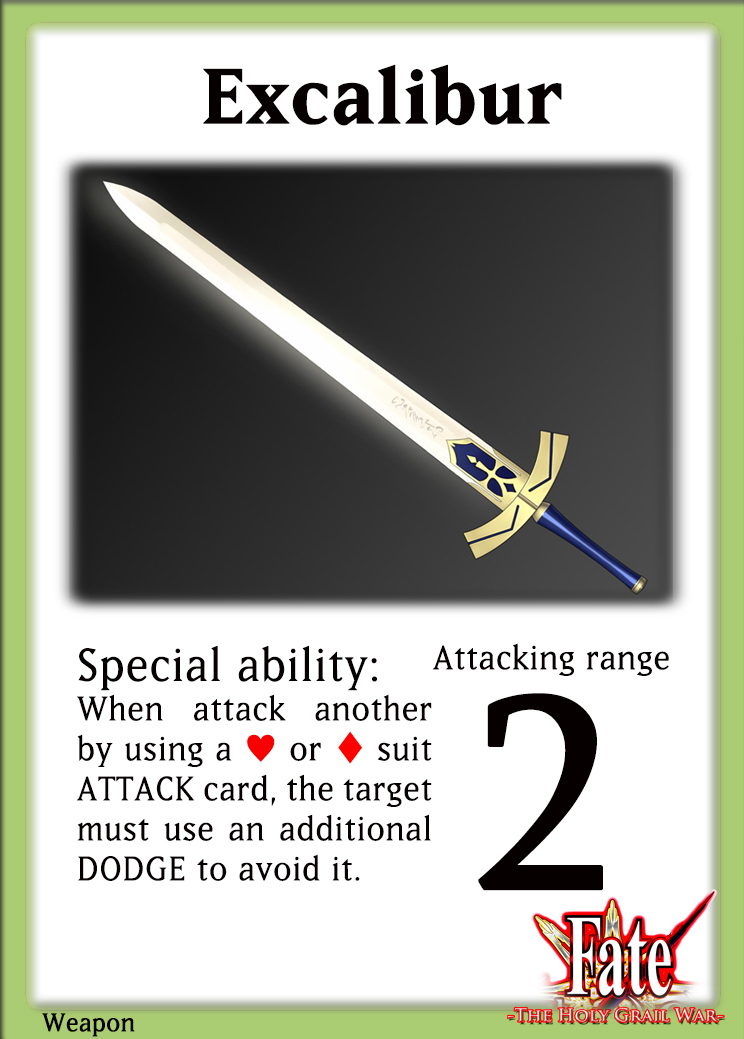 Excalibur
Special ability:
When attack another
by using a ♥ or ♦ suit
ATTACK card, the target
must use an additional
DODGE to avoid it.
Attacking range
2
Fate
-THE HOLY GRAIL WAR-
Weapon